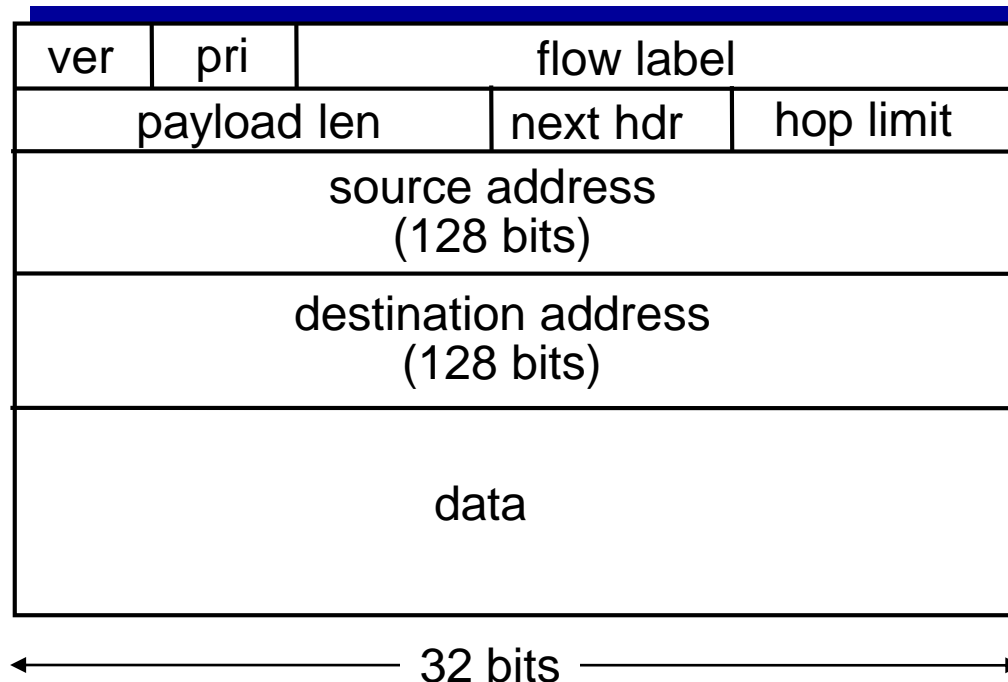 ver pri flow label
payload len next hdr hop limit
source address
(128 bits)
destination address
(128 bits)
data
32 bits